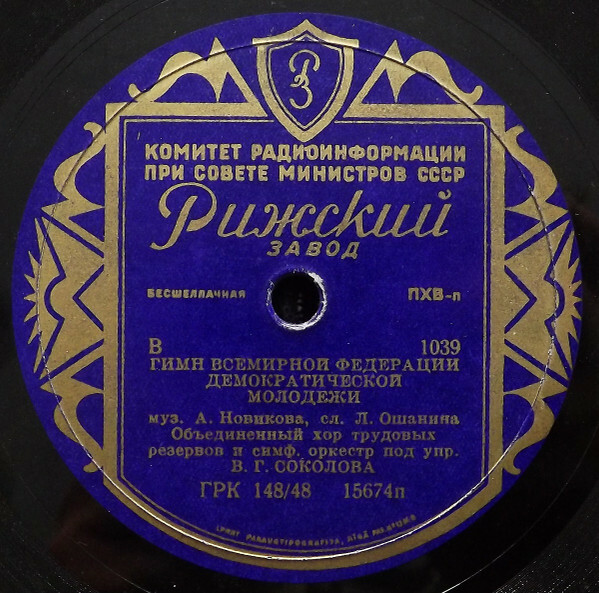 РЗ
КОМИТЕТ РАДИОИНФОРМАЦИИ
ПРИ СОВЕТЕ МИНИСТРОВ СССР
Рижский
ЗАВОД
БЕСШЕЛЛАЧНАЯ ПХВ-п
В 1039
ГИМН ВСЕМИРНОЙ ФЕДЕРАЦИИ
ДЕМОКРАТИЧЕСКОЙ
МОЛОДЕЖИ
муз. А. Новикова, сл. Л. Ошанина
Объединенный хор трудовых
резервов и симф. оркестр под упр.
В. Г. СОКОЛОВА
ГРК 148/48 15674п